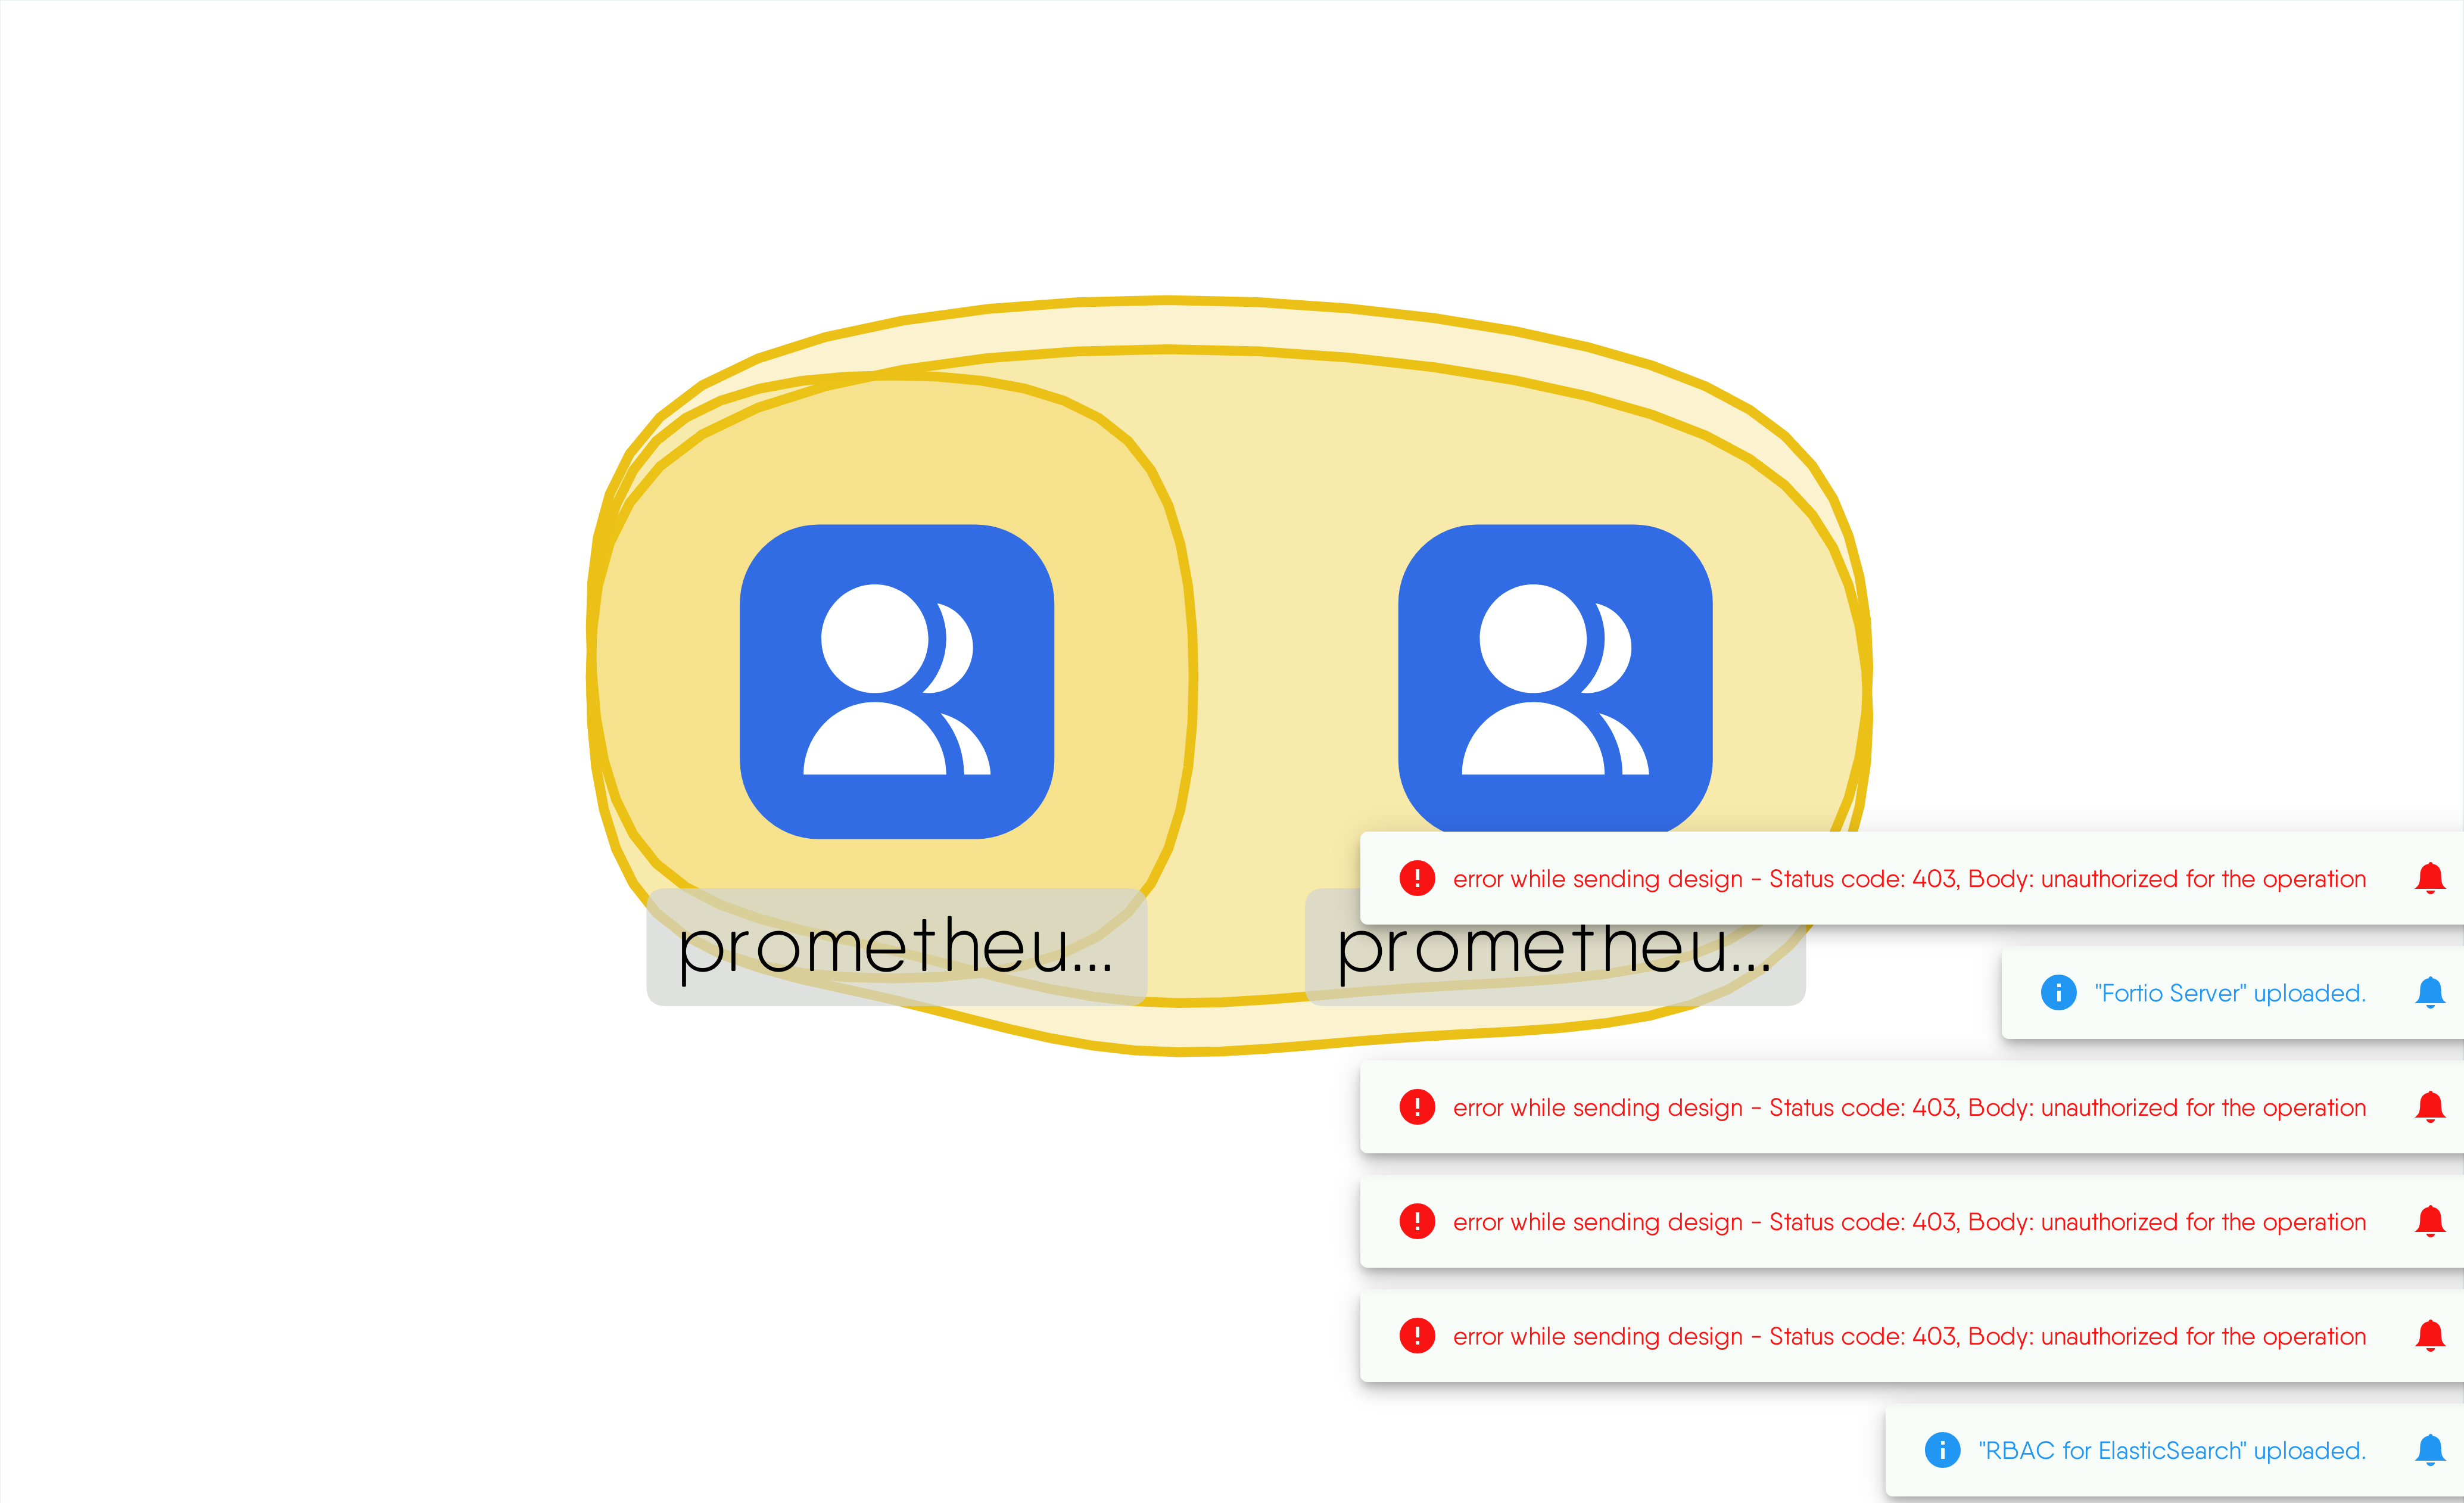 prometheu...
prometheu...
error while sending design - Status code: 403, Body: unauthorized for the operation
"Fortio Server" uploaded.
error while sending design - Status code: 403, Body: unauthorized for the operation
error while sending design - Status code: 403, Body: unauthorized for the operation
error while sending design - Status code: 403, Body: unauthorized for the operation
"RBAC for ElasticSearch" uploaded.